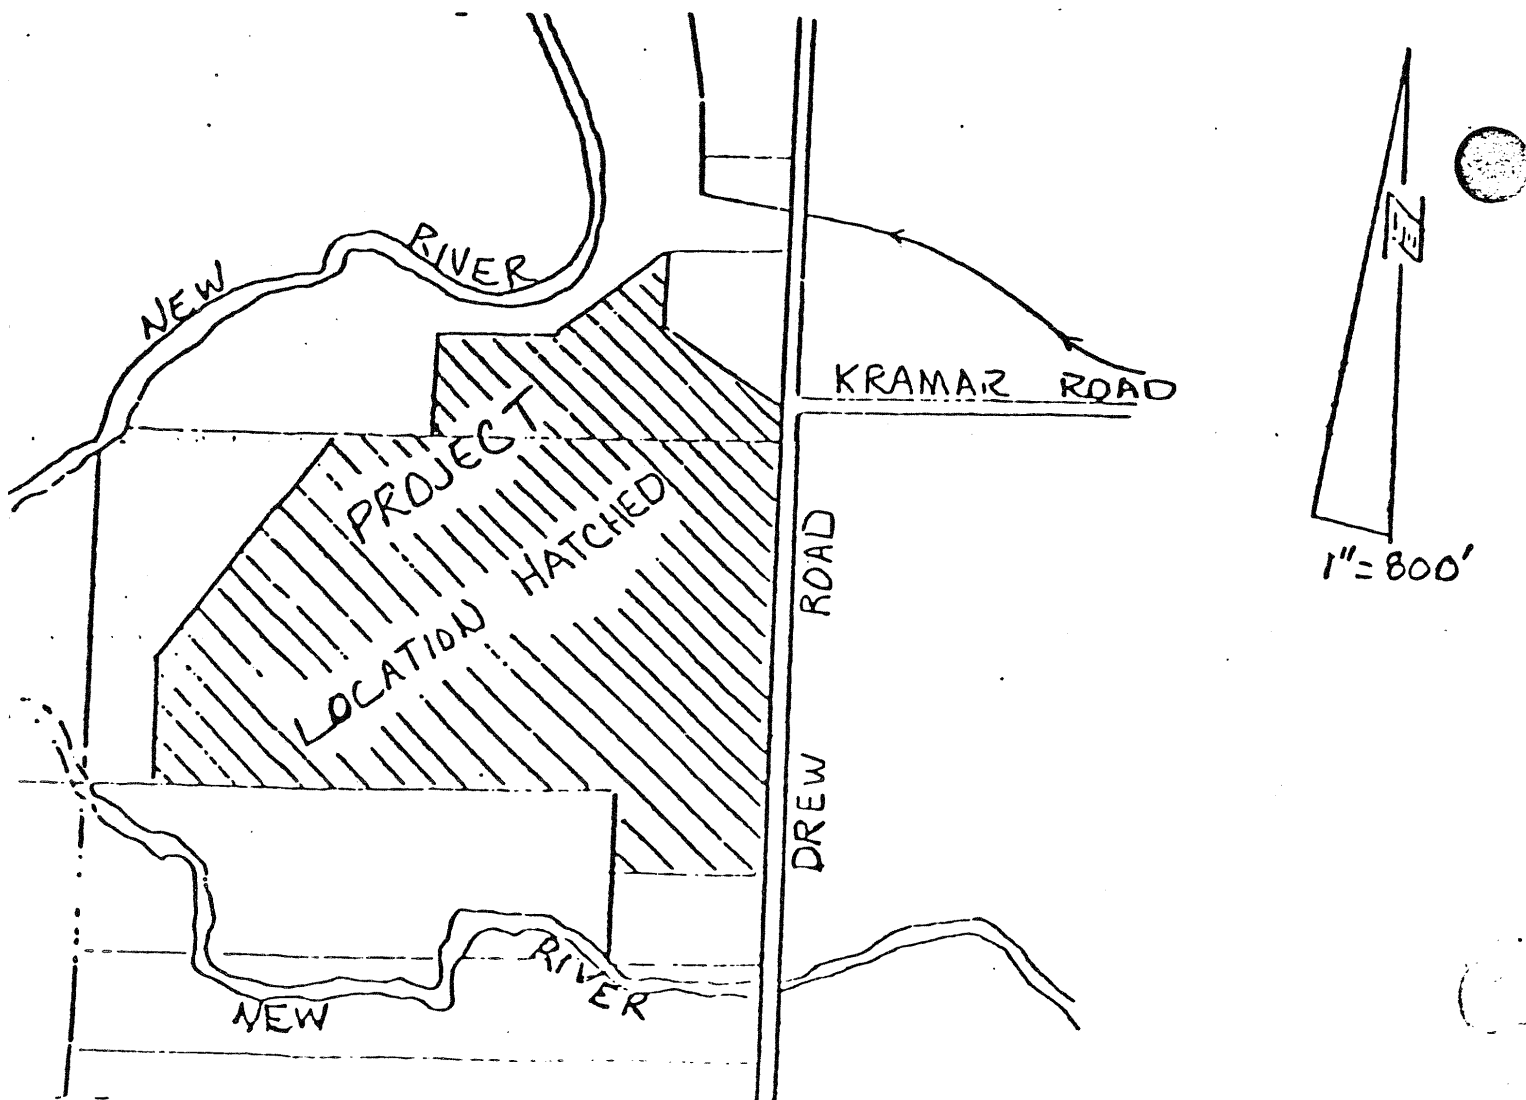 NEW RIVER
N
KRAMAR ROAD
PROJECT
LOCATION HATCHED
1"=800'
DREW ROAD
NEW RIVER